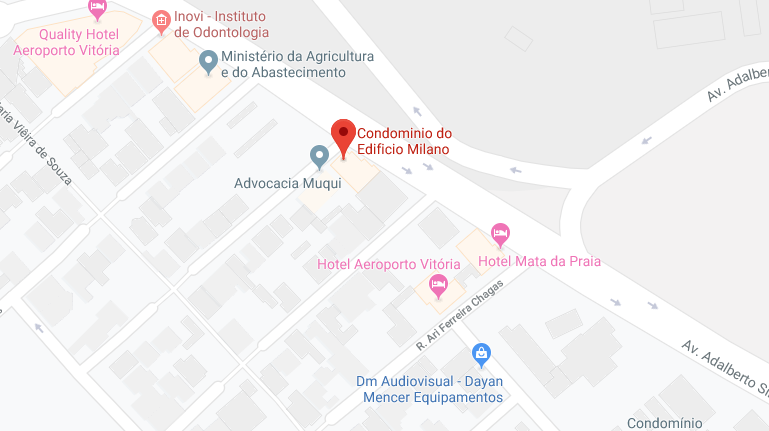 Inovi - Instituto
de Odontologia
Quality Hotel
Aeroporto Vitória
Ministério da Agricultura
e do Abastecimento
Av. Adalbe
aria Viêira de Souza
Condominio do
Edificio Milano
Advocacia Muqui
Hotel Aeroporto Vitória
Hotel Mata da Praia
R. Ari Ferreira Chagas
Av. Adalberto Si
Dm Audiovisual - Dayan
Mencer Equipamentos
Condomínio